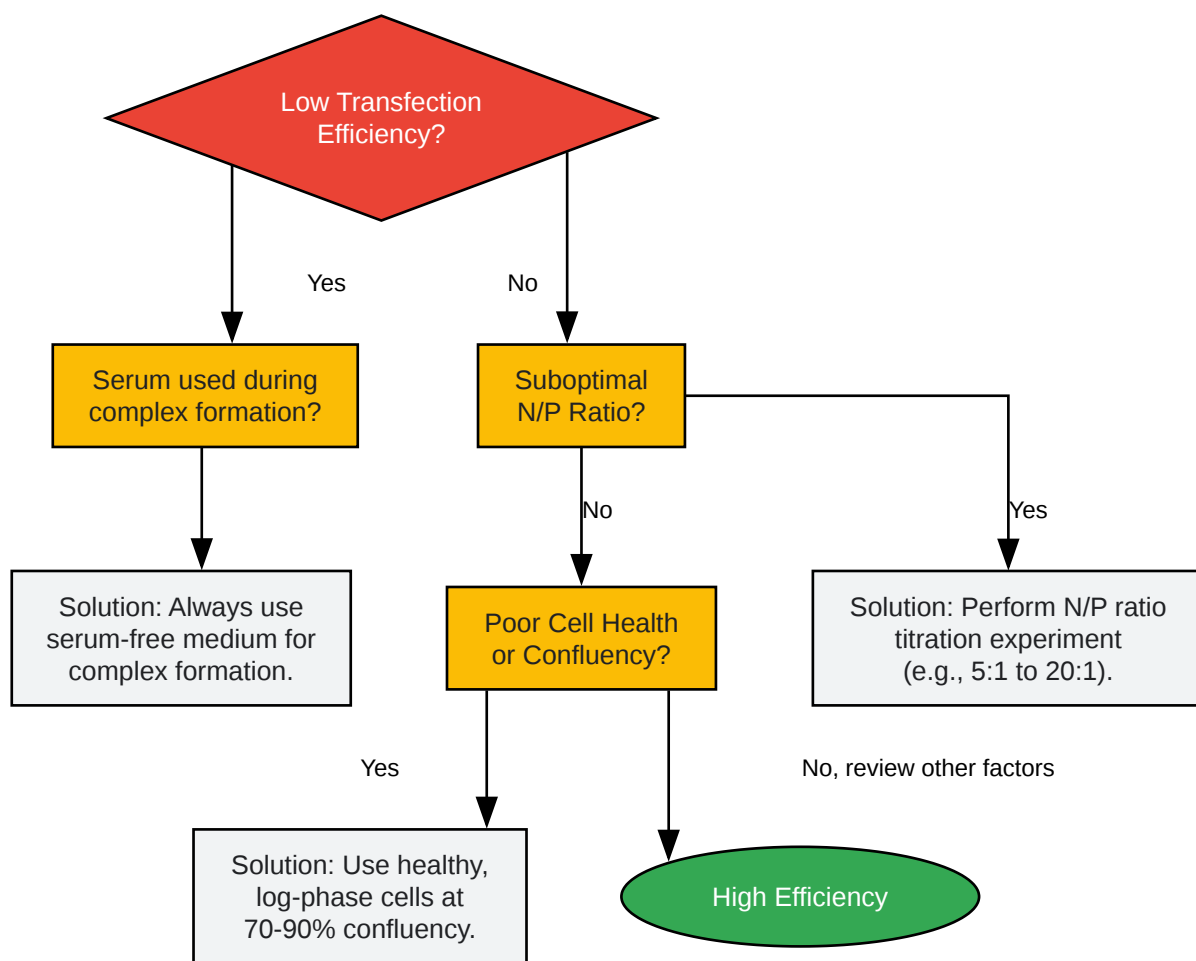 Low Transfection
Efficiency?
Yes
No
Serum used during
complex formation?
Suboptimal
N/P Ratio?
No
Yes
Solution: Always use
serum-free medium for
complex formation.
Poor Cell Health
or Confluency?
Solution: Perform N/P ratio
titration experiment
(e.g., 5:1 to 20:1).
Yes
No, review other factors
Solution: Use healthy,
log-phase cells at
70-90% confluency.
High Efficiency